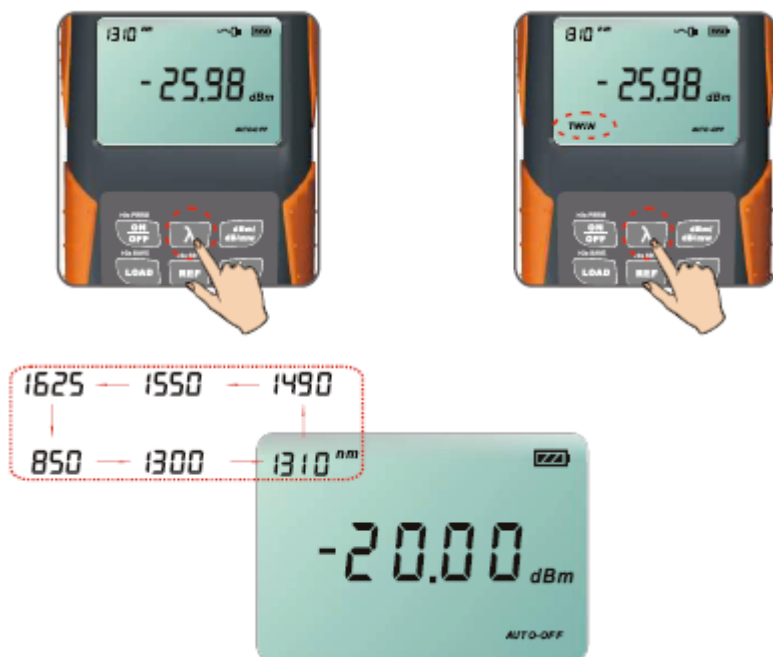 1310 nm
-25.98 dBm
AUTO-OFF
ON
OFF
λ
dBm/
dB/mw
LOAD
REF
810 nm
-25.98 dBm
TWIN
AUTO-OFF
ON
OFF
λ
dBm/
dB/mw
LOAD
REF
1625
1550
1490
850
1300
1310 nm
-20.00 dBm
AUTO-OFF